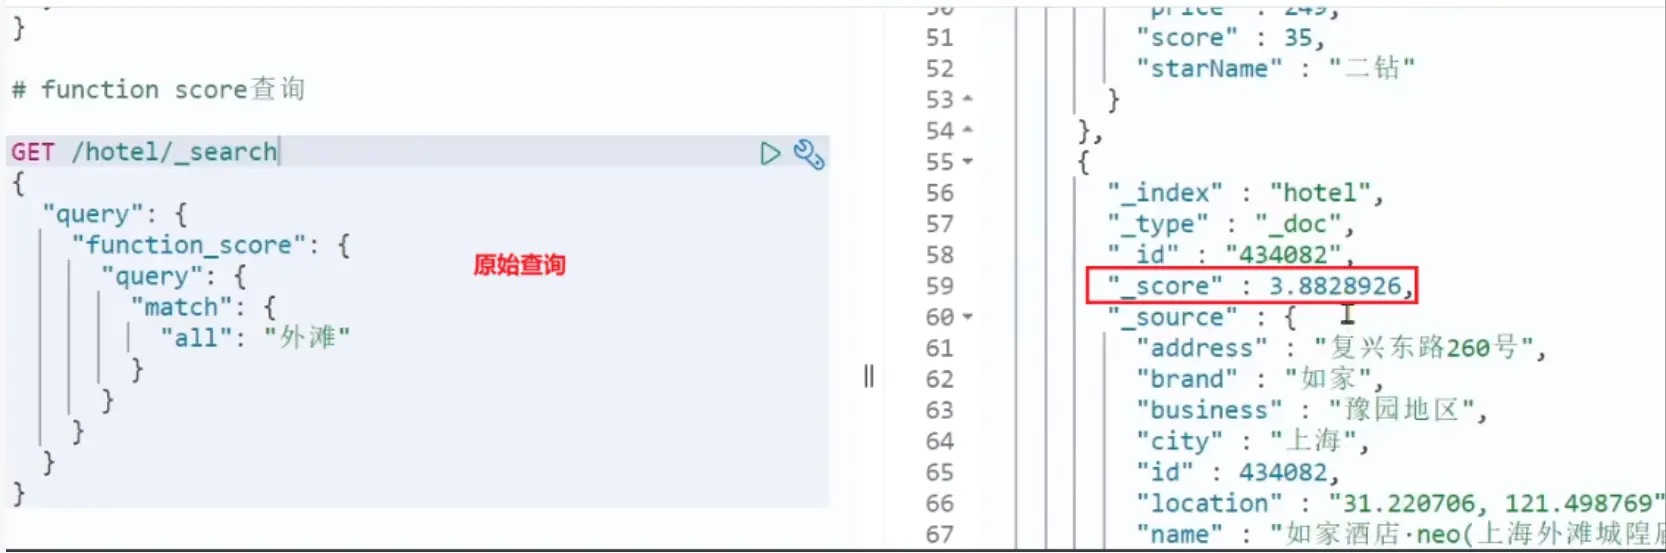 }
# function score查询
GET /hotel/_search
{
"query": {
"function_score": {
"query": {
"match": {
"all": "外滩"
}
}
}
}
}
原始查询
50 "price" : 249,
51 "score" : 35,
52 "starName" : "二钻"
53 }
54 },
55 {
56 "_index" : "hotel",
57 "_type" : "_doc",
58 "_id" : "434082",
59 "_score" : 3.8828926,
60 "_source" : {
61 "address" : "复兴东路260号",
62 "brand" : "如家",
63 "business" : "豫园地区",
64 "city" : "上海",
65 "id" : 434082,
66 "location" : "31.220706, 121.498769"
67 "name" : "如家酒店·neo(上海外滩城隍庙